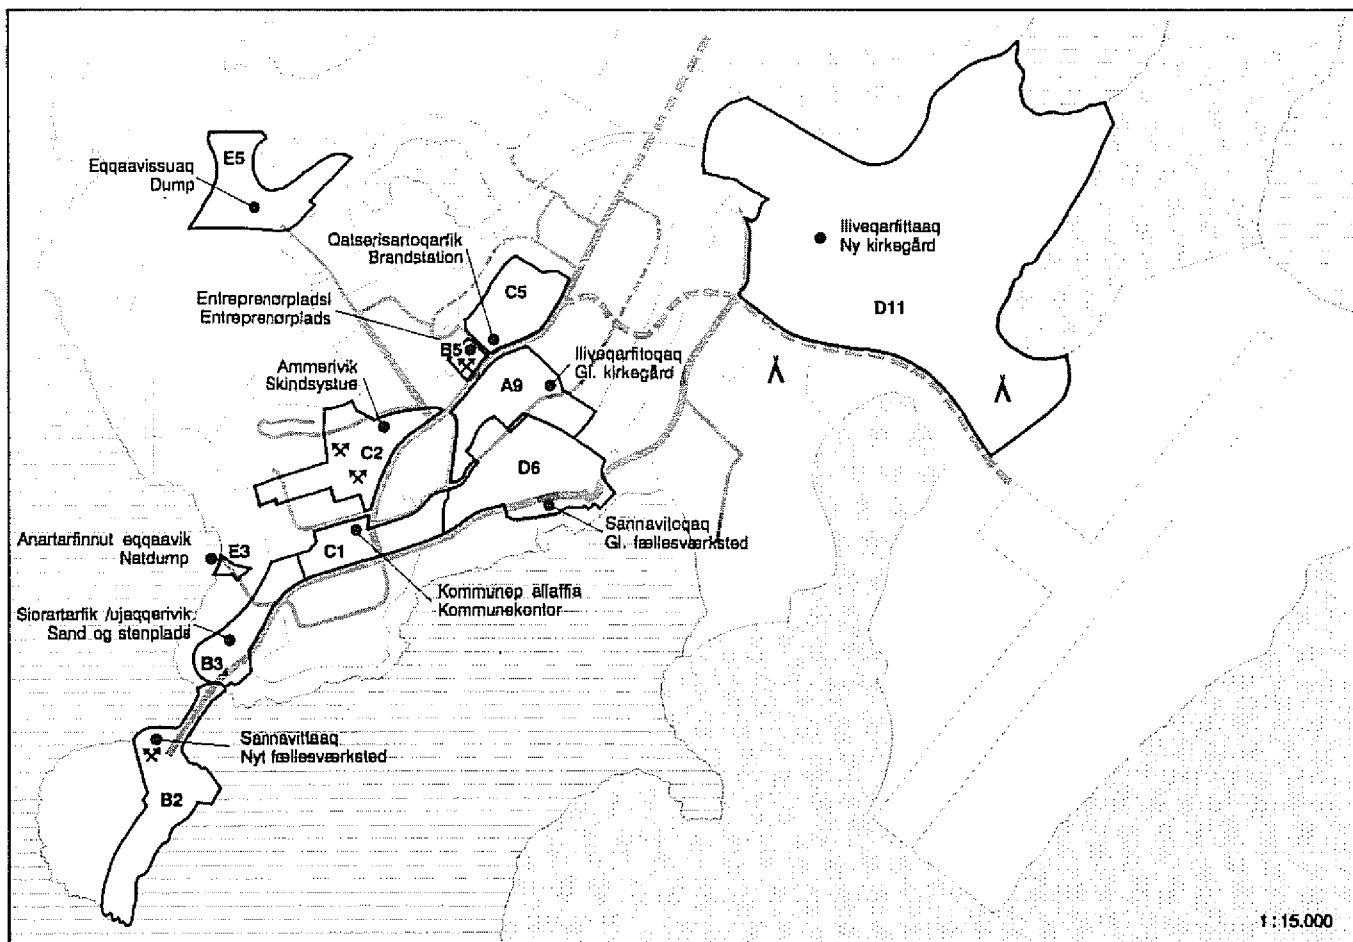 E5
Eqqaavissuaq
Dump
Qatserisartoqarfik
Brandstation
C5
Iliveqarfittaaq
Ny kirkegård
D11
Entreprenørpladsi
Entreprenørplads
B5
Iliveqarfitoqaq
Gl. kirkegård
A9
Ammerivik
Skindsystue
C2
D6
Sannavitoqaq
Gl. fællesværksted
Anartarfinnut eqqaavik
Natdump
E3
C1
Kommunep allaffia
Kommunekontor
Siorartarfik /ujaqqerivik
Sand og stenplads
B3
Sannavittaaq
Nyt fællesværksted
B2
1:15.000